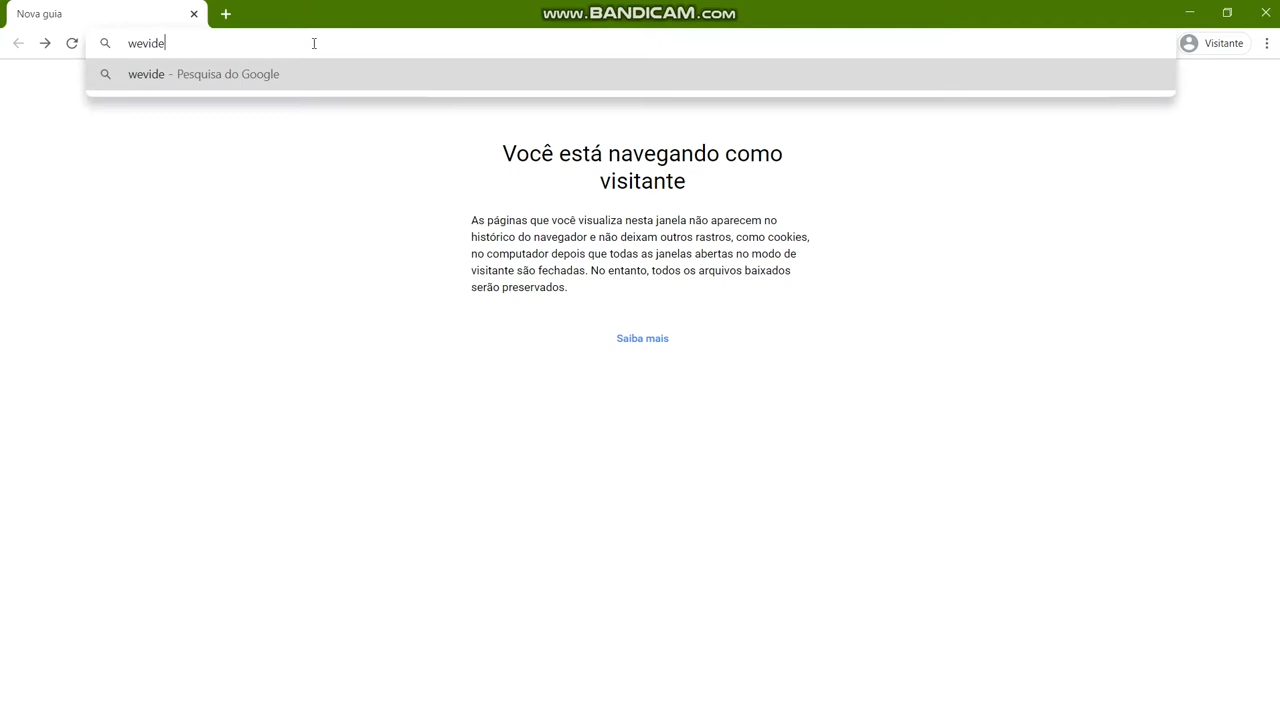 Nova guia
www.BANDICAM.com
wevide
Visitante
wevide - Pesquisa do Google
Você está navegando como
visitante
As páginas que você visualiza nesta janela não aparecem no
histórico do navegador e não deixam outros rastros, como cookies,
no computador depois que todas as janelas abertas no modo de
visitante são fechadas. No entanto, todos os arquivos baixados
serão preservados.
Saiba mais